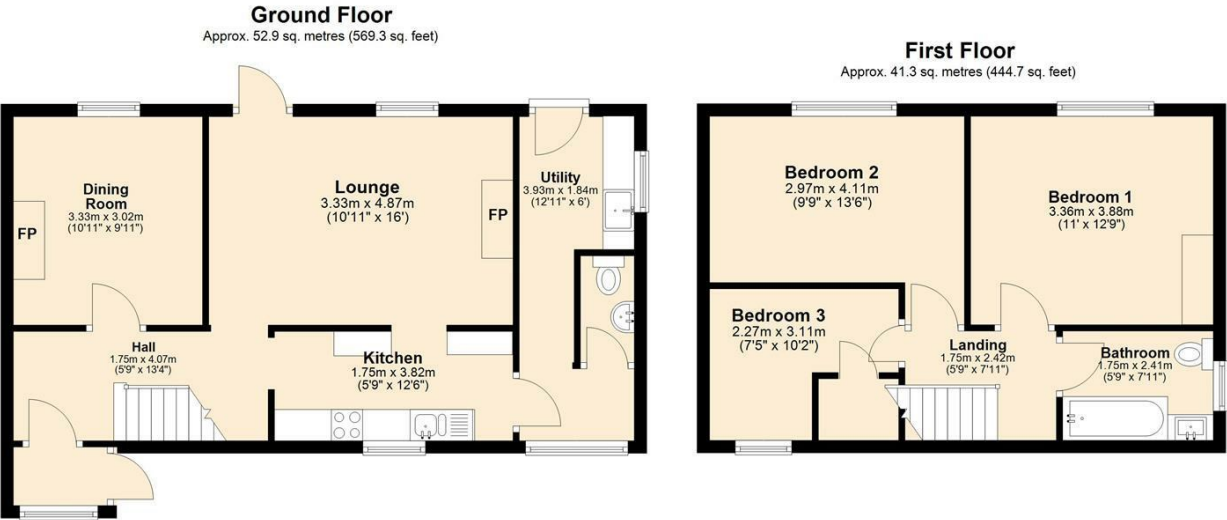 Ground Floor
Approx. 52.9 sq. metres (569.3 sq. feet)
First Floor
Approx. 41.3 sq. metres (444.7 sq. feet)
Dining
Room
3.33m x 3.02m
(10'11" x 9'11")
FP
Lounge
3.33m x 4.87m
(10'11" x 16')
FP
Utility
3.93m x 1.84m
(12'11" x 6')
Hall
1.75m x 4.07m
(5'9" x 13'4")
Kitchen
1.75m x 3.82m
(5'9" x 12'6")
Bedroom 2
2.97m x 4.11m
(9'9" x 13'6")
Bedroom 1
3.36m x 3.88m
(11' x 12'9")
Bedroom 3
2.27m x 3.11m
(7'5" x 10'2")
Landing
1.75m x 2.42m
(5'9" x 7'11")
Bathroom
1.75m x 2.41m
(5'9" x 7'11")